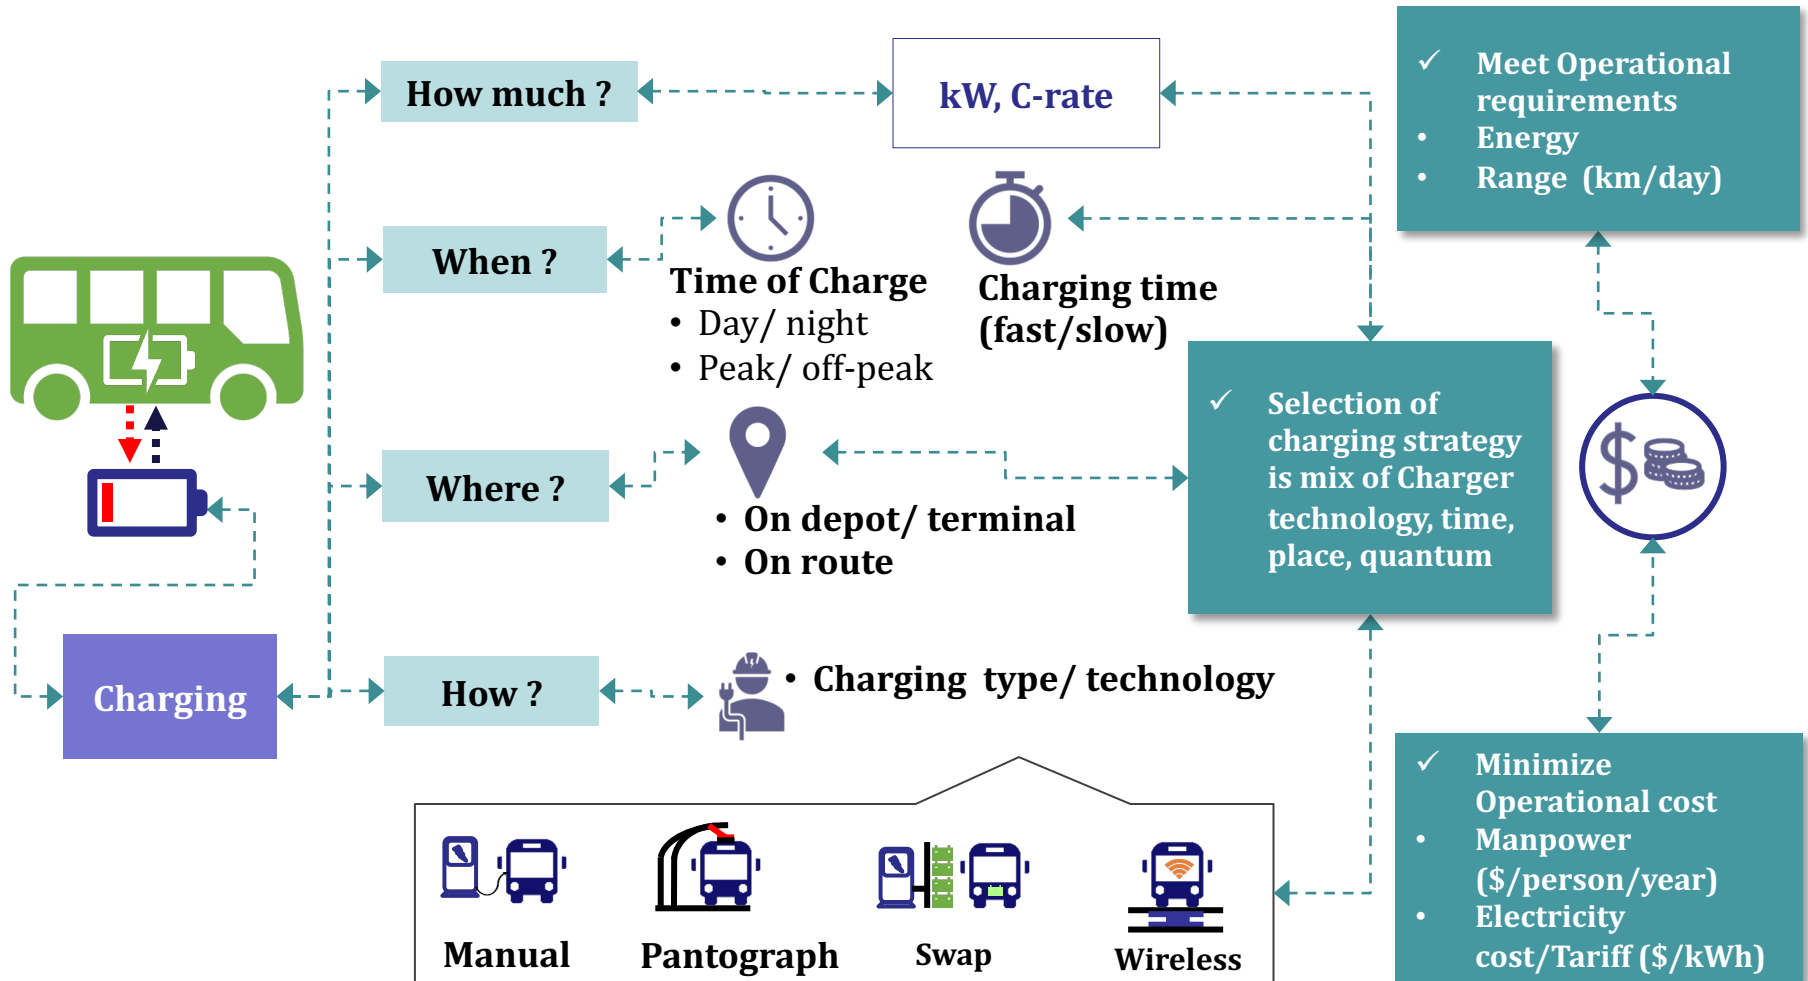 How much ?
kW, C-rate
✓ Meet Operational
requirements
• Energy
• Range (km/day)
When ?
Time of Charge
• Day/ night
• Peak/ off-peak
Charging time
(fast/slow)
Where ?
• On depot/ terminal
• On route
✓ Selection of
charging strategy
is mix of Charger
technology, time,
place, quantum
$
Charging
How ?
• Charging type/ technology
Manual
Pantograph
Swap
Wireless
✓ Minimize
Operational cost
• Manpower
($/person/year)
• Electricity
cost/Tariff ($/kWh)